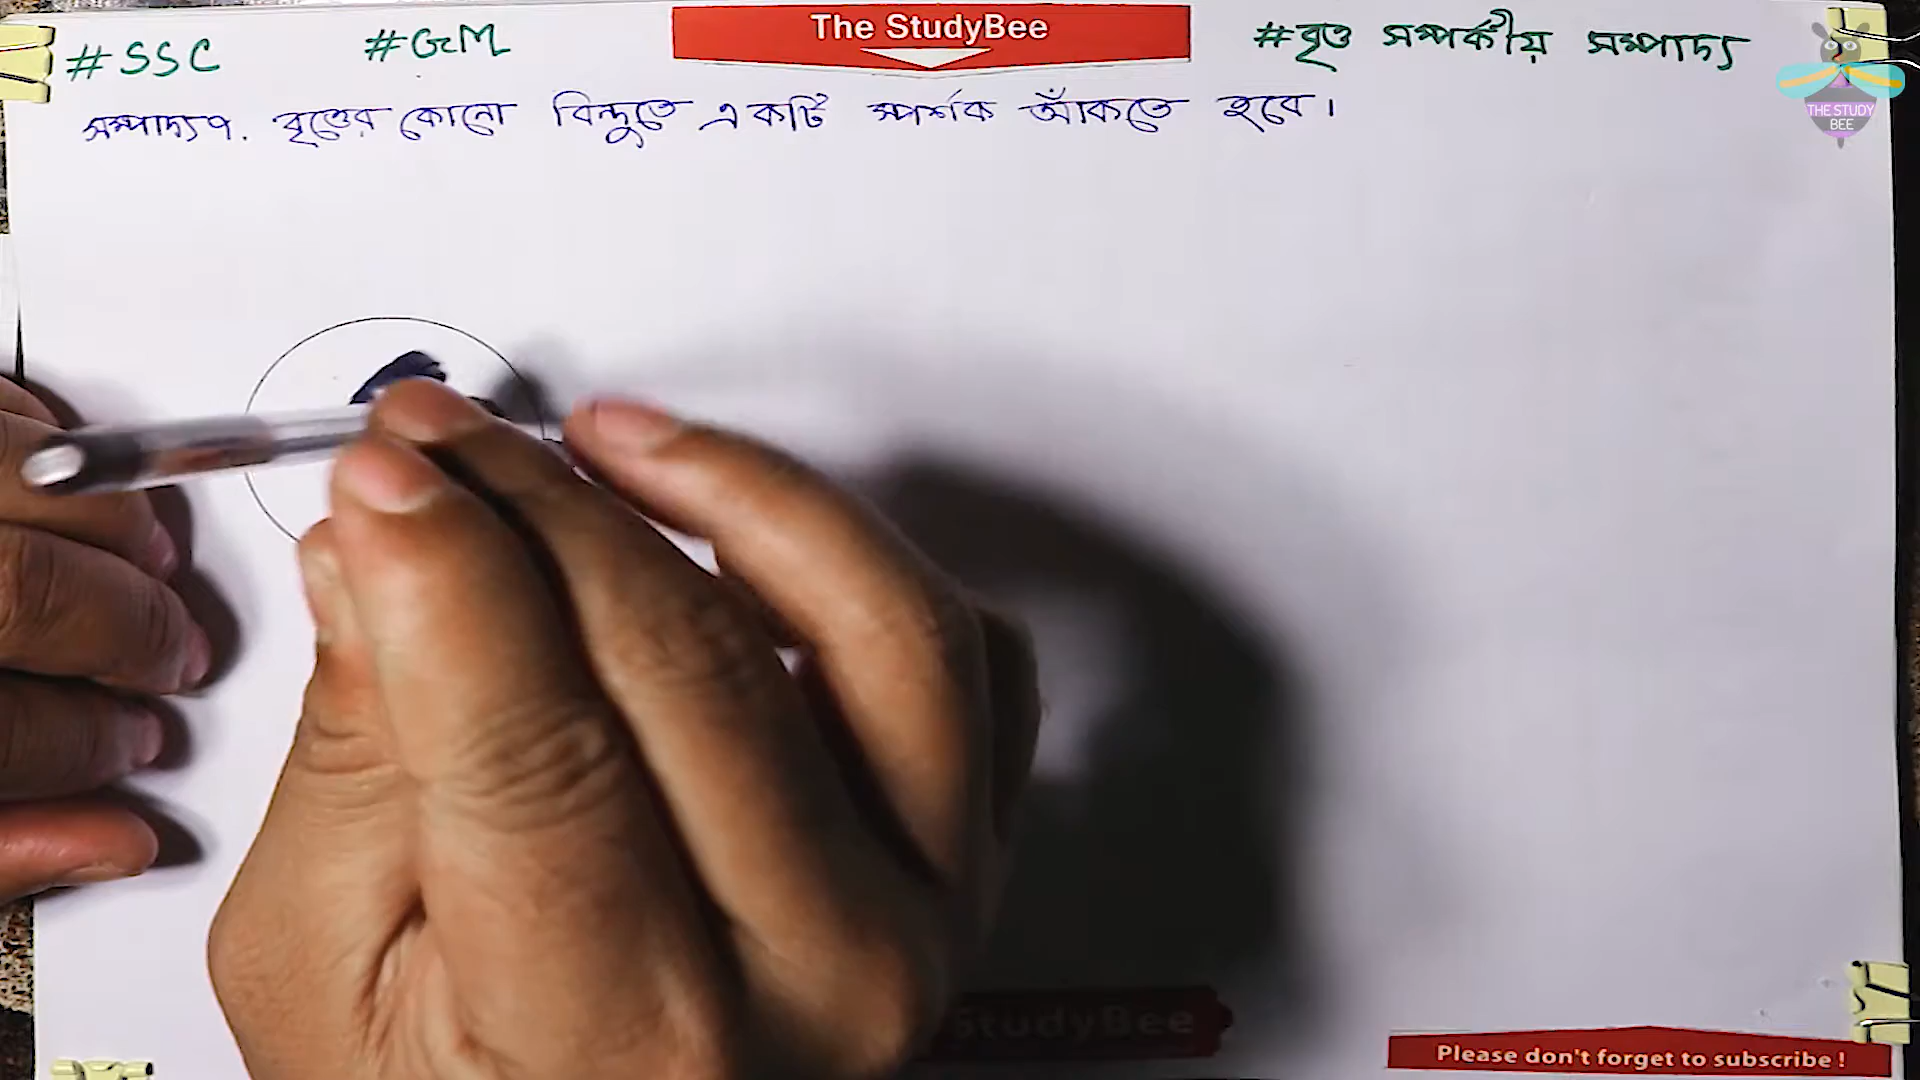 The StudyBee
#SSC #GM #বৃত্ত সম্পর্কীয় সম্পাদ্য
THE STUDY
BEE
সম্পাদ্য৭. বৃত্তের কোনো বিন্দুতে একটি স্পর্শক আঁকতে হবে।
StudyBee
Please don't forget to subscribe !